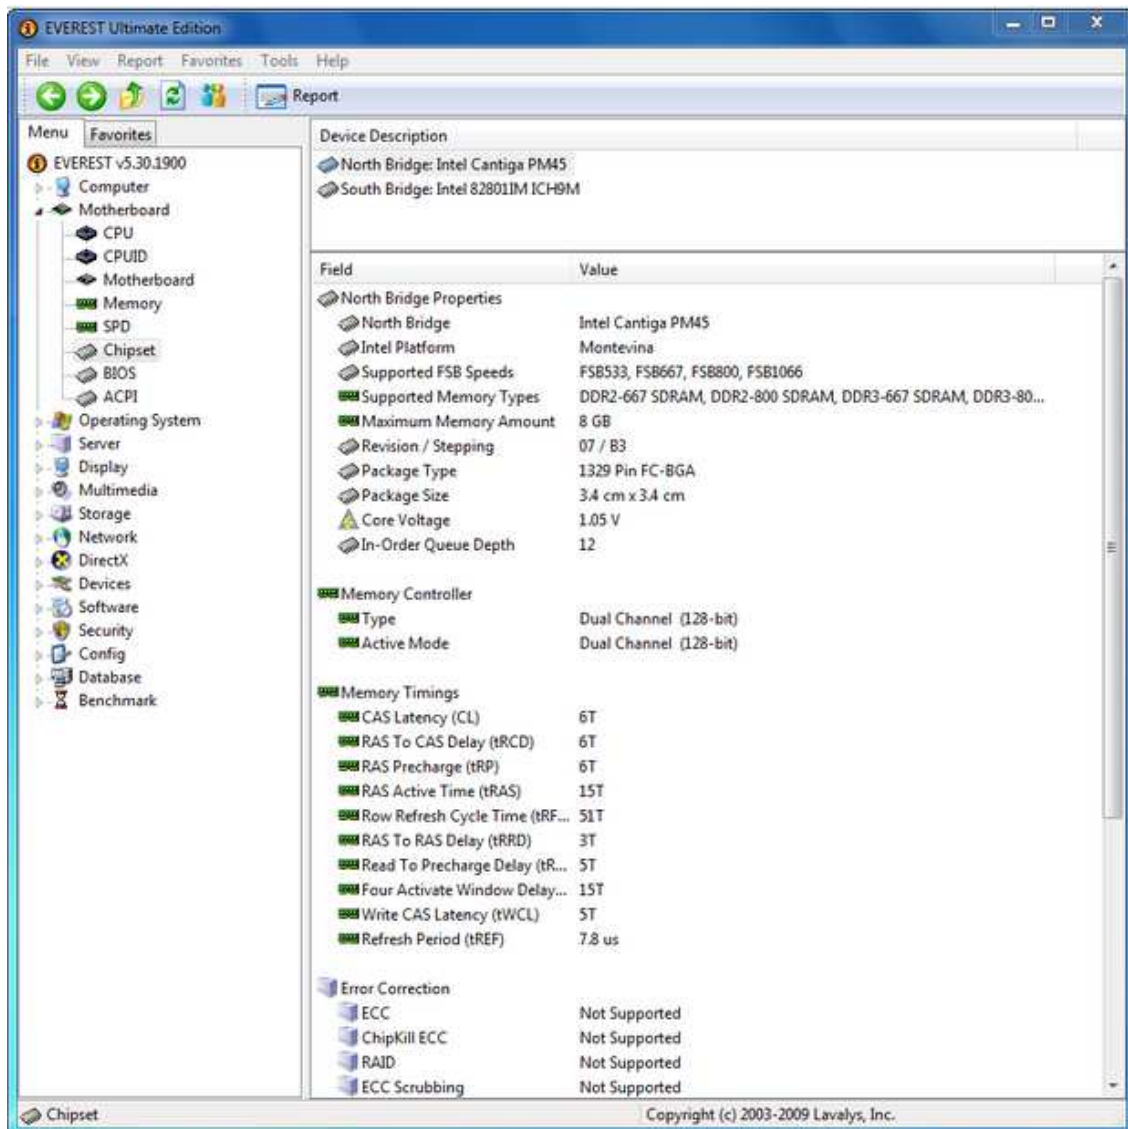 EVEREST Ultimate Edition
File View Report Favorites Tools Help
Report
Menu Favorites
EVEREST v5.30.1900
Computer
Motherboard
CPU
CPUID
Motherboard
Memory
SPD
Chipset
BIOS
ACPI
Operating System
Server
Display
Multimedia
Storage
Network
DirectX
Devices
Software
Security
Config
Database
Benchmark
Device Description
North Bridge: Intel Cantiga PM45
South Bridge: Intel 82801IM ICH9M
Field Value
North Bridge Properties
North Bridge Intel Cantiga PM45
Intel Platform Montevina
Supported FSB Speeds FSB533, FSB667, FSB800, FSB1066
Supported Memory Types DDR2-667 SDRAM, DDR2-800 SDRAM, DDR3-667 SDRAM, DDR3-80...
Maximum Memory Amount 8 GB
Revision / Stepping 07 / B3
Package Type 1329 Pin FC-BGA
Package Size 3.4 cm x 3.4 cm
Core Voltage 1.05 V
In-Order Queue Depth 12
Memory Controller
Type Dual Channel (128-bit)
Active Mode Dual Channel (128-bit)
Memory Timings
CAS Latency (CL) 6T
RAS To CAS Delay (tRCD) 6T
RAS Precharge (tRP) 6T
RAS Active Time (tRAS) 15T
Row Refresh Cycle Time (tRF... 51T
RAS To RAS Delay (tRRD) 3T
Read To Precharge Delay (tR... 5T
Four Activate Window Delay... 15T
Write CAS Latency (tWCL) 5T
Refresh Period (tREF) 7.8 us
Error Correction
ECC Not Supported
ChipKill ECC Not Supported
RAID Not Supported
ECC Scrubbing Not Supported
Chipset Copyright (c) 2003-2009 Lavalys, Inc.